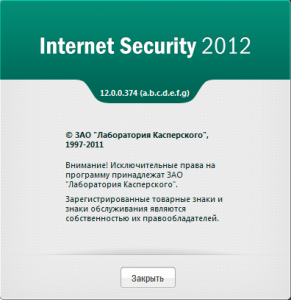 Internet Security 2012
12.0.0.374 (a.b.c.d.e.f.g)
© ЗАО "Лаборатория Касперского",
1997-2011
Внимание! Исключительные права на
программу принадлежат ЗАО
"Лаборатория Касперского".
Зарегистрированные товарные знаки и
знаки обслуживания являются
собственностью их правообладателей.
Закрыть